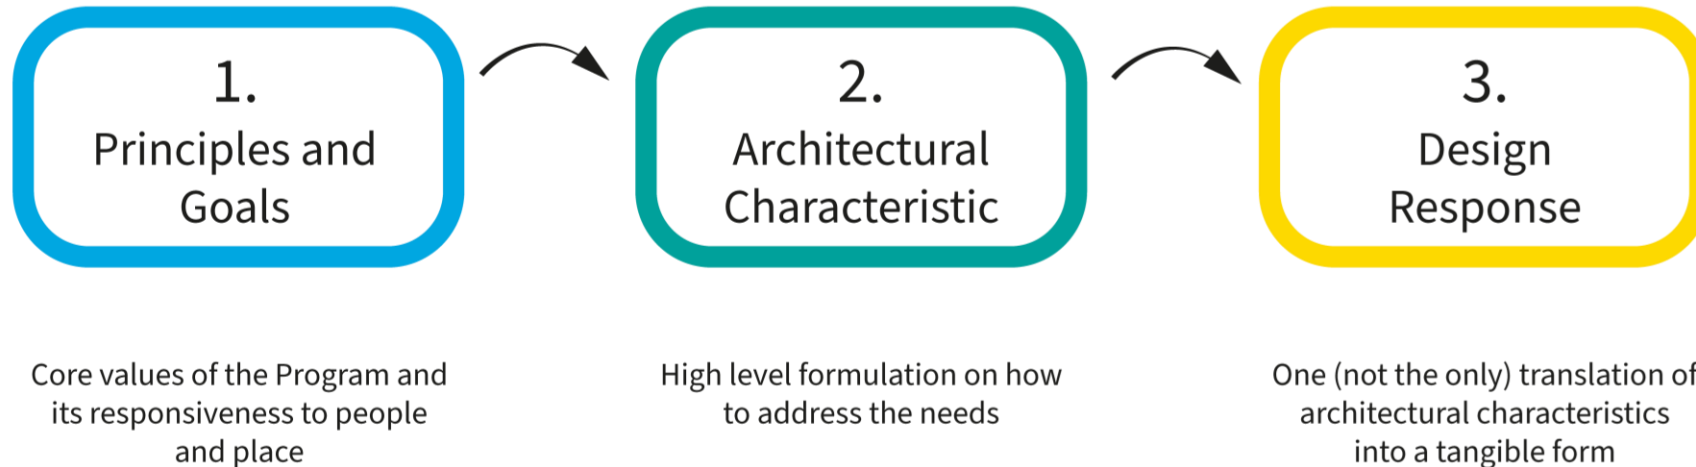 1.
Principles and
Goals
Core values of the Program and
its responsiveness to people
and place
2.
Architectural
Characteristic
High level formulation on how
to address the needs
3.
Design
Response
One (not the only) translation of
architectural characteristics
into a tangible form